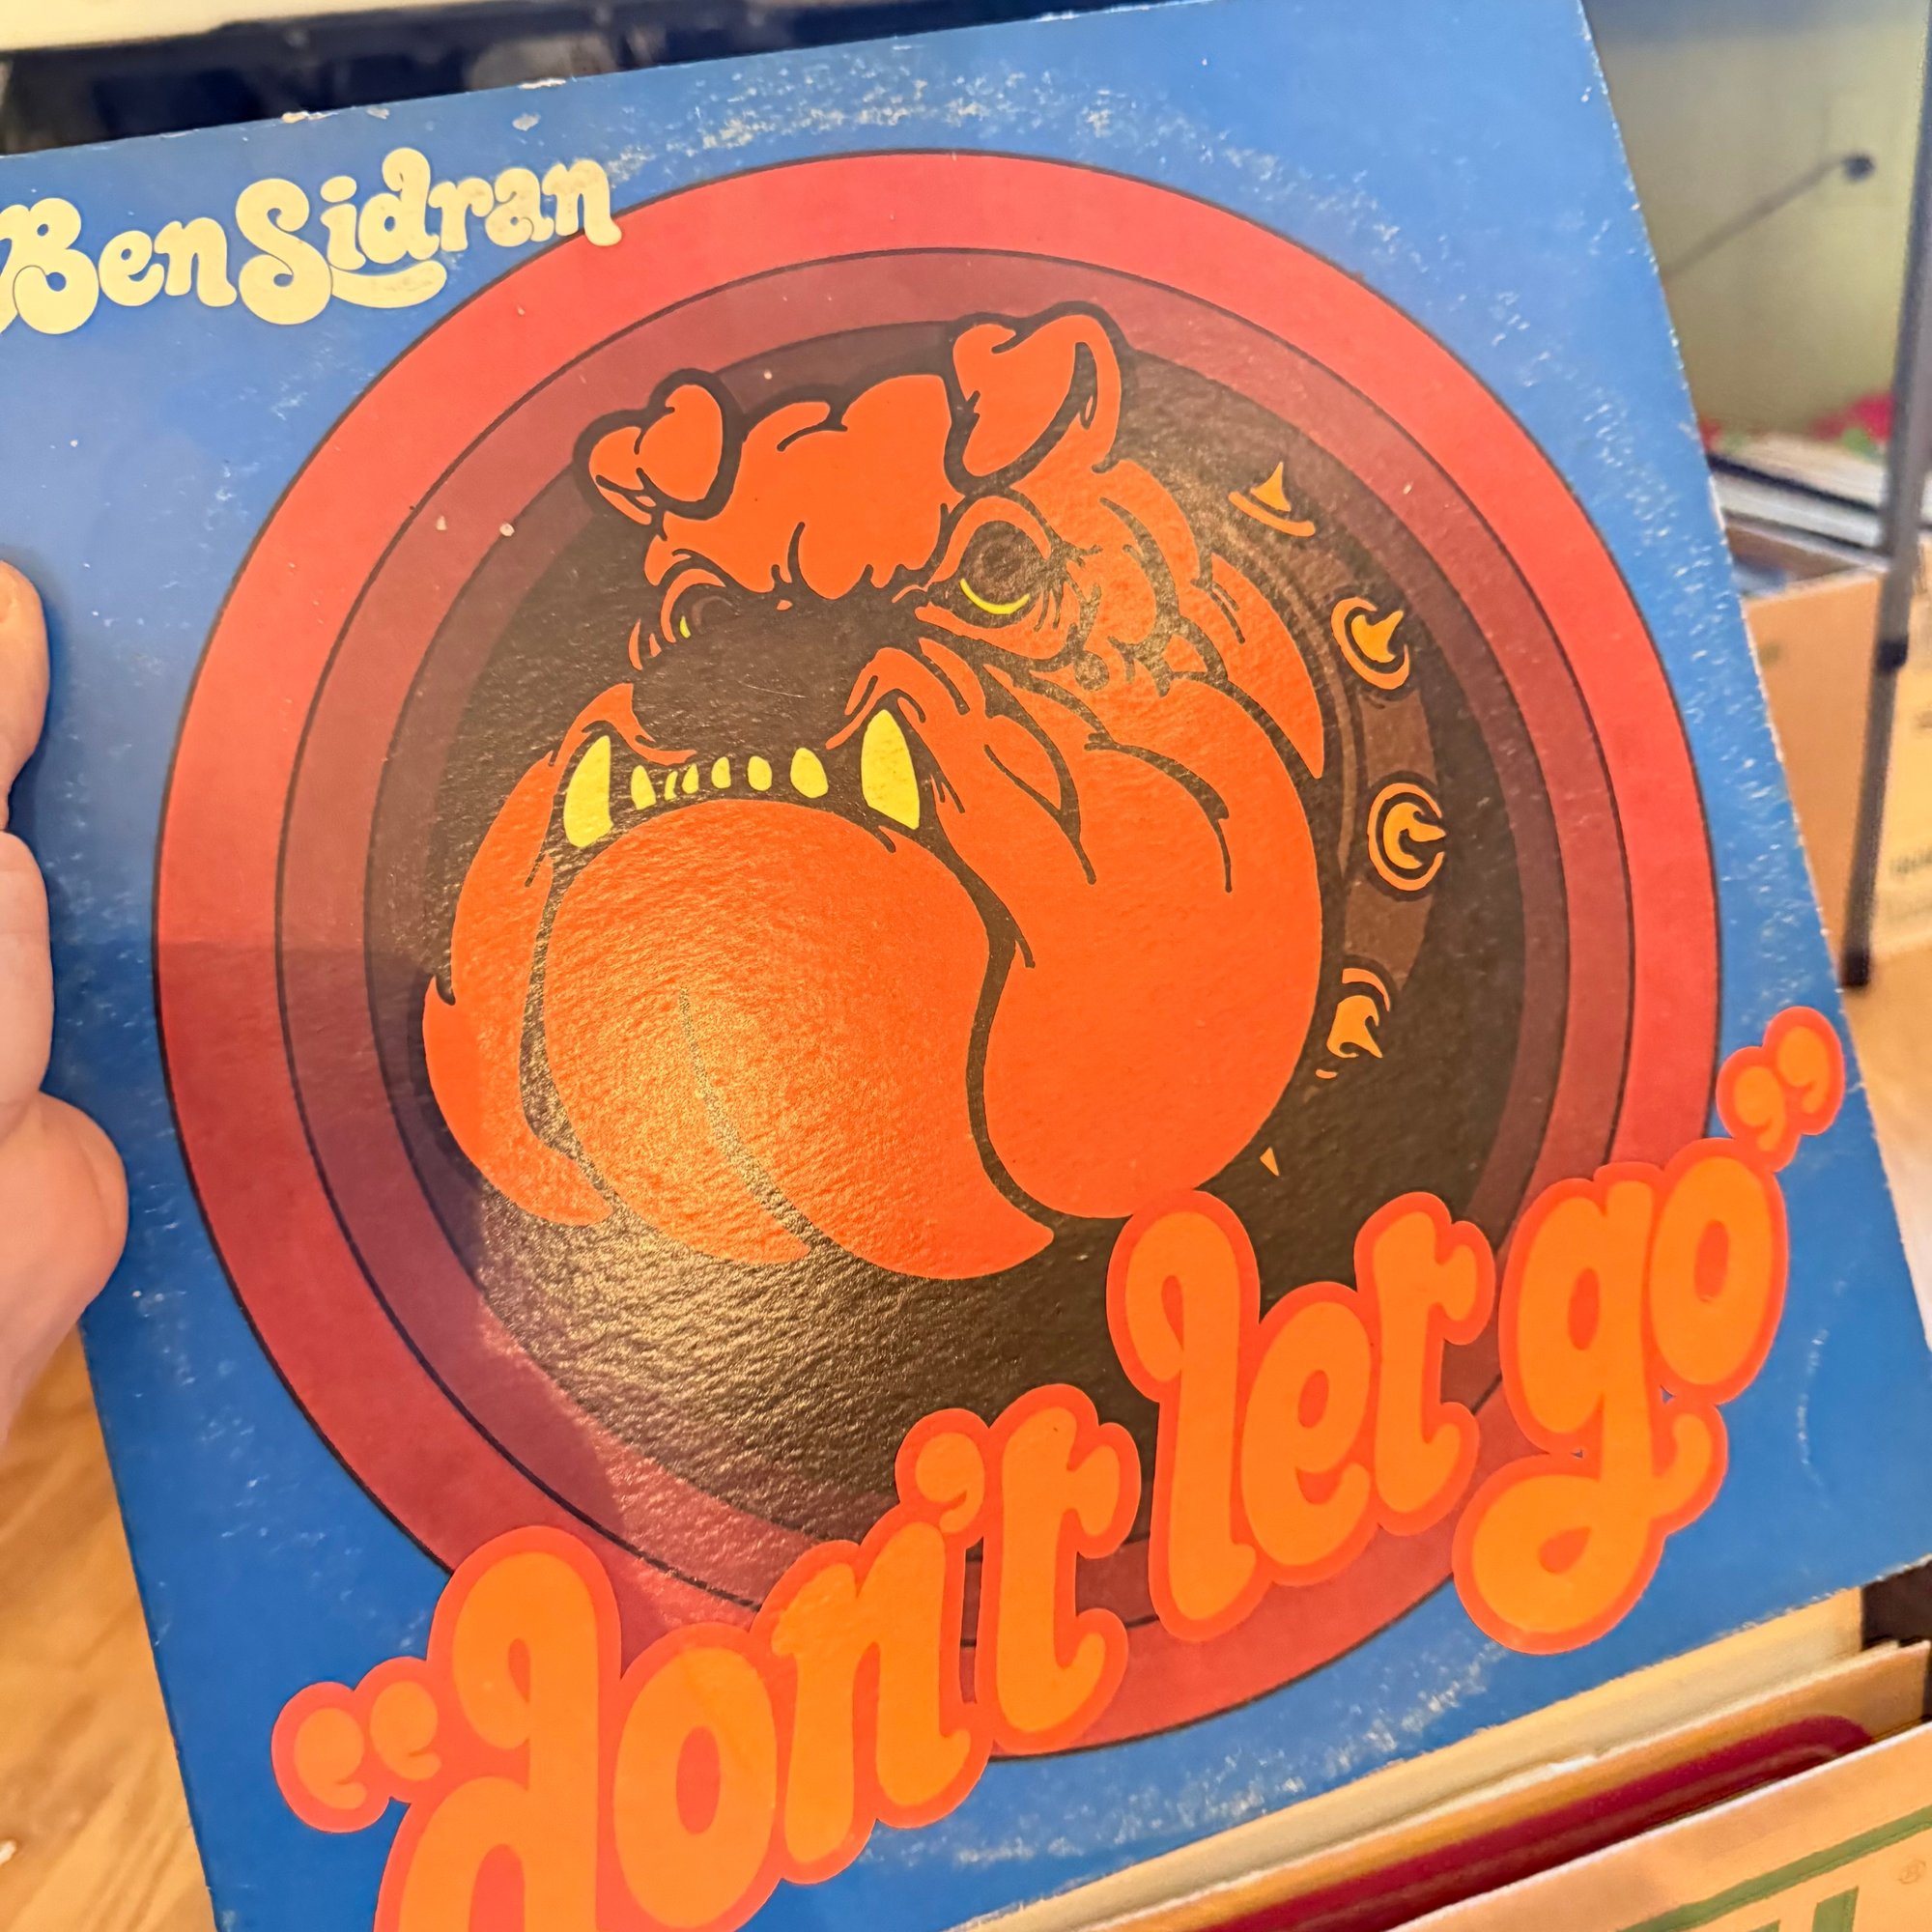 Ben Sidran
“don't let go”